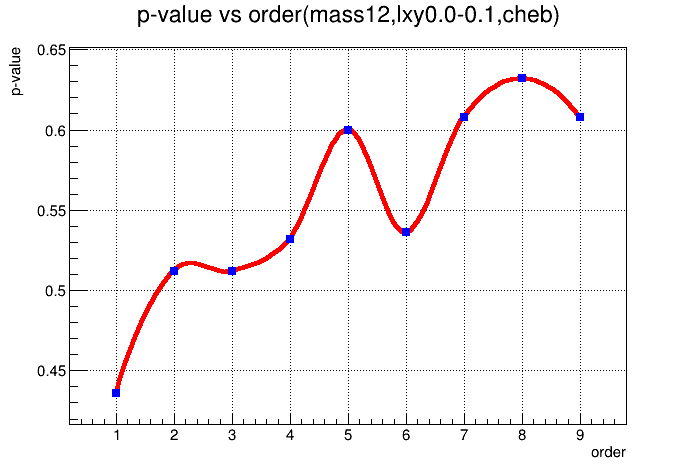 p-value vs order(mass12,lxy0.0-0.1,cheb)
p-value
0.65
0.6
0.55
0.5
0.45
1 2 3 4 5 6 7 8 9
order